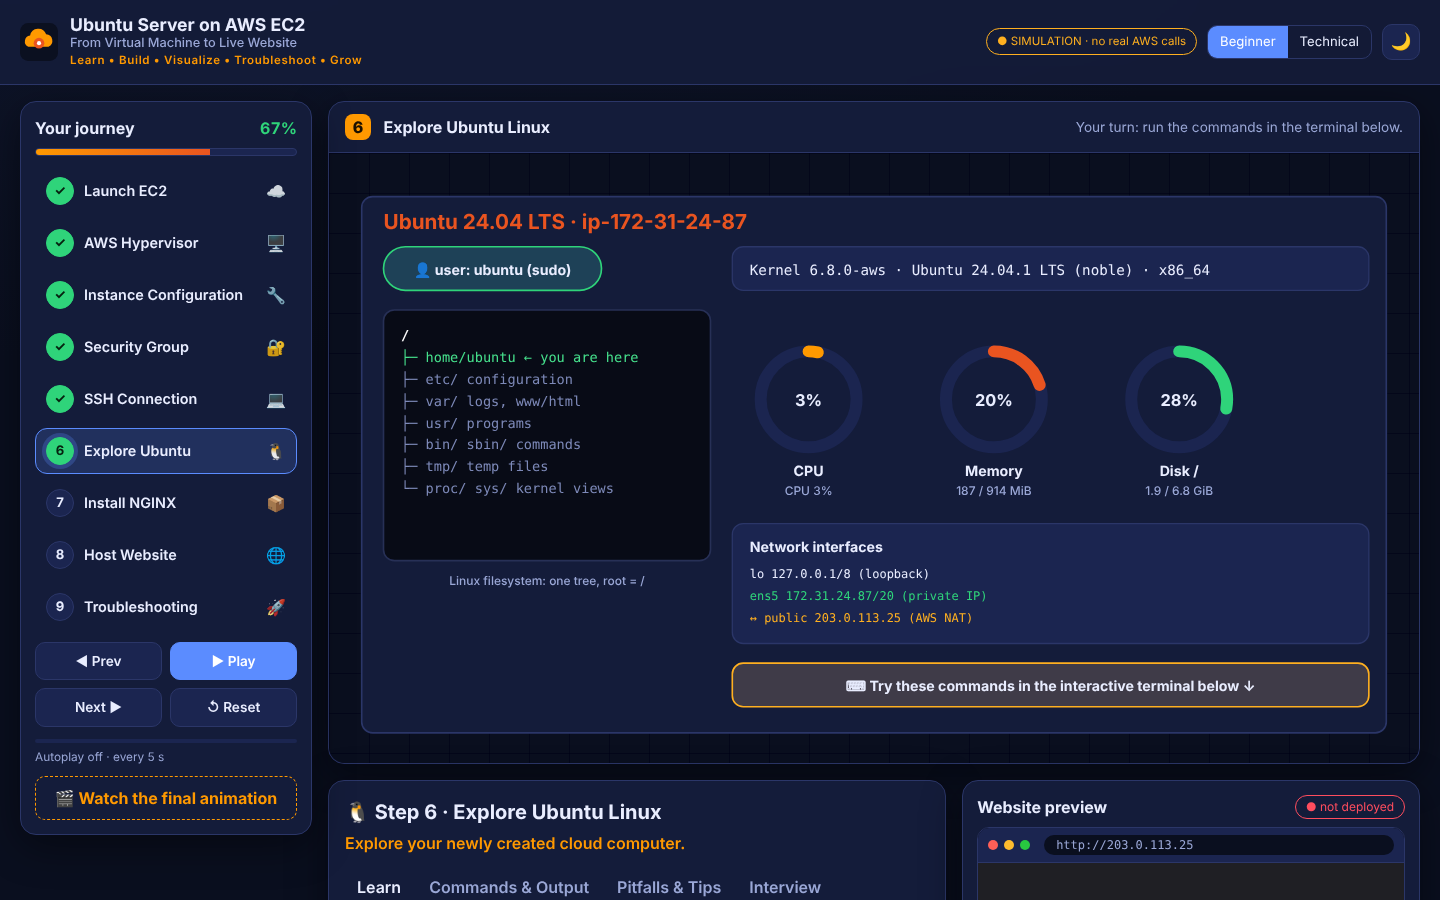 Ubuntu Server on AWS EC2
From Virtual Machine to Live Website
Learn • Build • Visualize • Troubleshoot • Grow
SIMULATION · no real AWS calls
Beginner
Technical
Your journey
67%
Launch EC2
AWS Hypervisor
Instance Configuration
Security Group
SSH Connection
6 Explore Ubuntu
7 Install NGINX
8 Host Website
9 Troubleshooting
◀ Prev
▶ Play
Next ▶
↺ Reset
Autoplay off · every 5 s
Watch the final animation
6 Explore Ubuntu Linux
Your turn: run the commands in the terminal below.
Ubuntu 24.04 LTS · ip-172-31-24-87
user: ubuntu (sudo)
Kernel 6.8.0-aws · Ubuntu 24.04.1 LTS (noble) · x86_64
/
├─ home/ubuntu ← you are here
├─ etc/ configuration
├─ var/ logs, www/html
├─ usr/ programs
├─ bin/ sbin/ commands
├─ tmp/ temp files
└─ proc/ sys/ kernel views
Linux filesystem: one tree, root = /
3%
CPU
CPU 3%
20%
Memory
187 / 914 MiB
28%
Disk /
1.9 / 6.8 GiB
Network interfaces
lo 127.0.0.1/8 (loopback)
ens5 172.31.24.87/20 (private IP)
↔ public 203.0.113.25 (AWS NAT)
⌨ Try these commands in the interactive terminal below ↓
Step 6 · Explore Ubuntu Linux
Explore your newly created cloud computer.
Learn
Commands & Output
Pitfalls & Tips
Interview
Website preview
not deployed
http://203.0.113.25